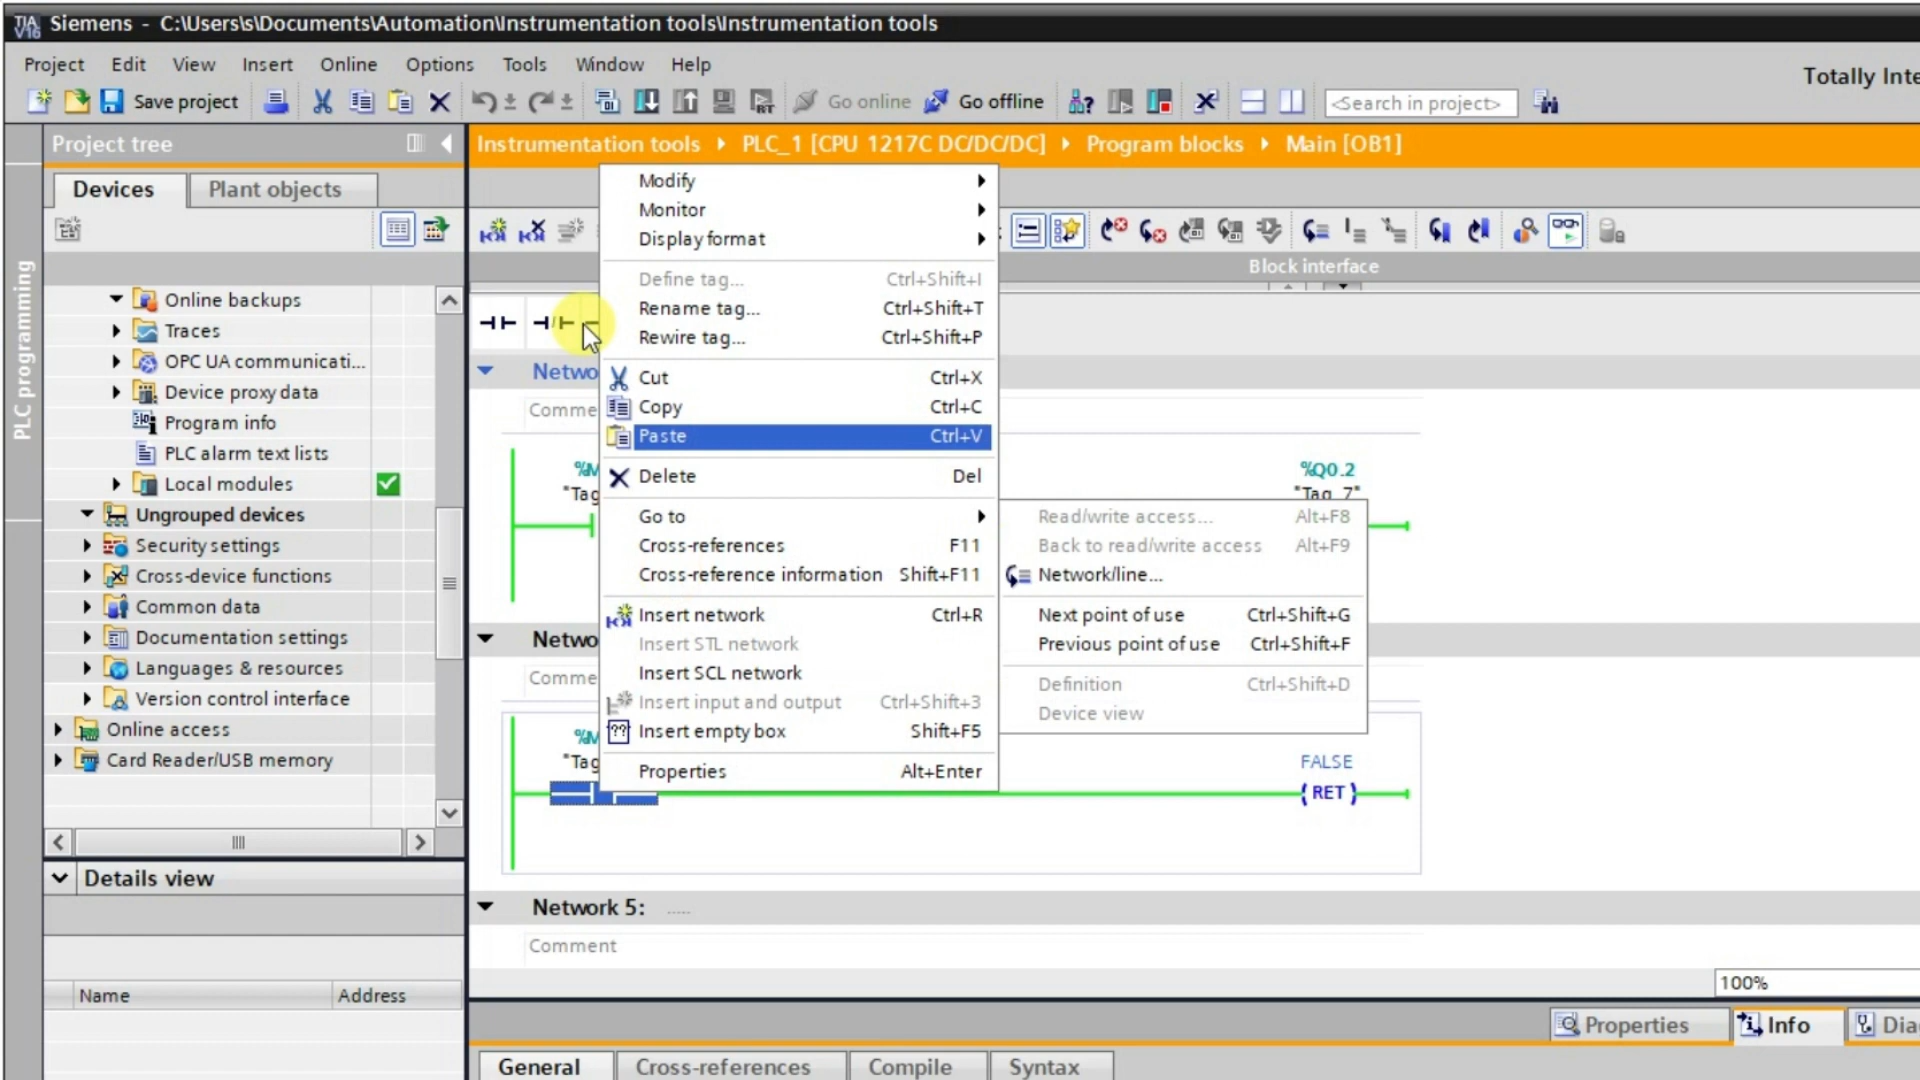 TIA V16
Siemens - C:\Users\s\Documents\Automation\Instrumentation tools\Instrumentation tools
Project Edit View Insert Online Options Tools Window Help
Totally Inte
Save project Go online Go offline <Search in project>
Project tree
Instrumentation tools PLC_1 [CPU 1217C DC/DC/DC] Program blocks Main [OB1]
Devices Plant objects
PLC programming
Block interface
Online backups
Traces
OPC UA communicati...
Device proxy data
Program info
PLC alarm text lists
Local modules
Ungrouped devices
Security settings
Cross-device functions
Common data
Documentation settings
Languages & resources
Version control interface
Online access
Card Reader/USB memory
Details view
Name Address
Modify
Monitor
Display format
Define tag... Ctrl+Shift+I
Rename tag... Ctrl+Shift+T
Rewire tag... Ctrl+Shift+P
Cut Ctrl+X
Copy Ctrl+C
Paste Ctrl+V
Delete Del
Go to
Cross-references F11
Cross-reference information Shift+F11
Insert network Ctrl+R
Insert STL network
Insert SCL network
Insert input and output Ctrl+Shift+3
Insert empty box Shift+F5
Properties Alt+Enter
Read/write access... Alt+F8
Back to read/write access Alt+F9
Network/line...
Next point of use Ctrl+Shift+G
Previous point of use Ctrl+Shift+F
Definition Ctrl+Shift+D
Device view
Netwo
Comme
%M
"Tag
%Q0.2
"Tag_7"
Netwo
Comme
%M
"Tag
FALSE
RET
Network 5: .....
Comment
100%
Properties Info Dia
General Cross-references Compile Syntax